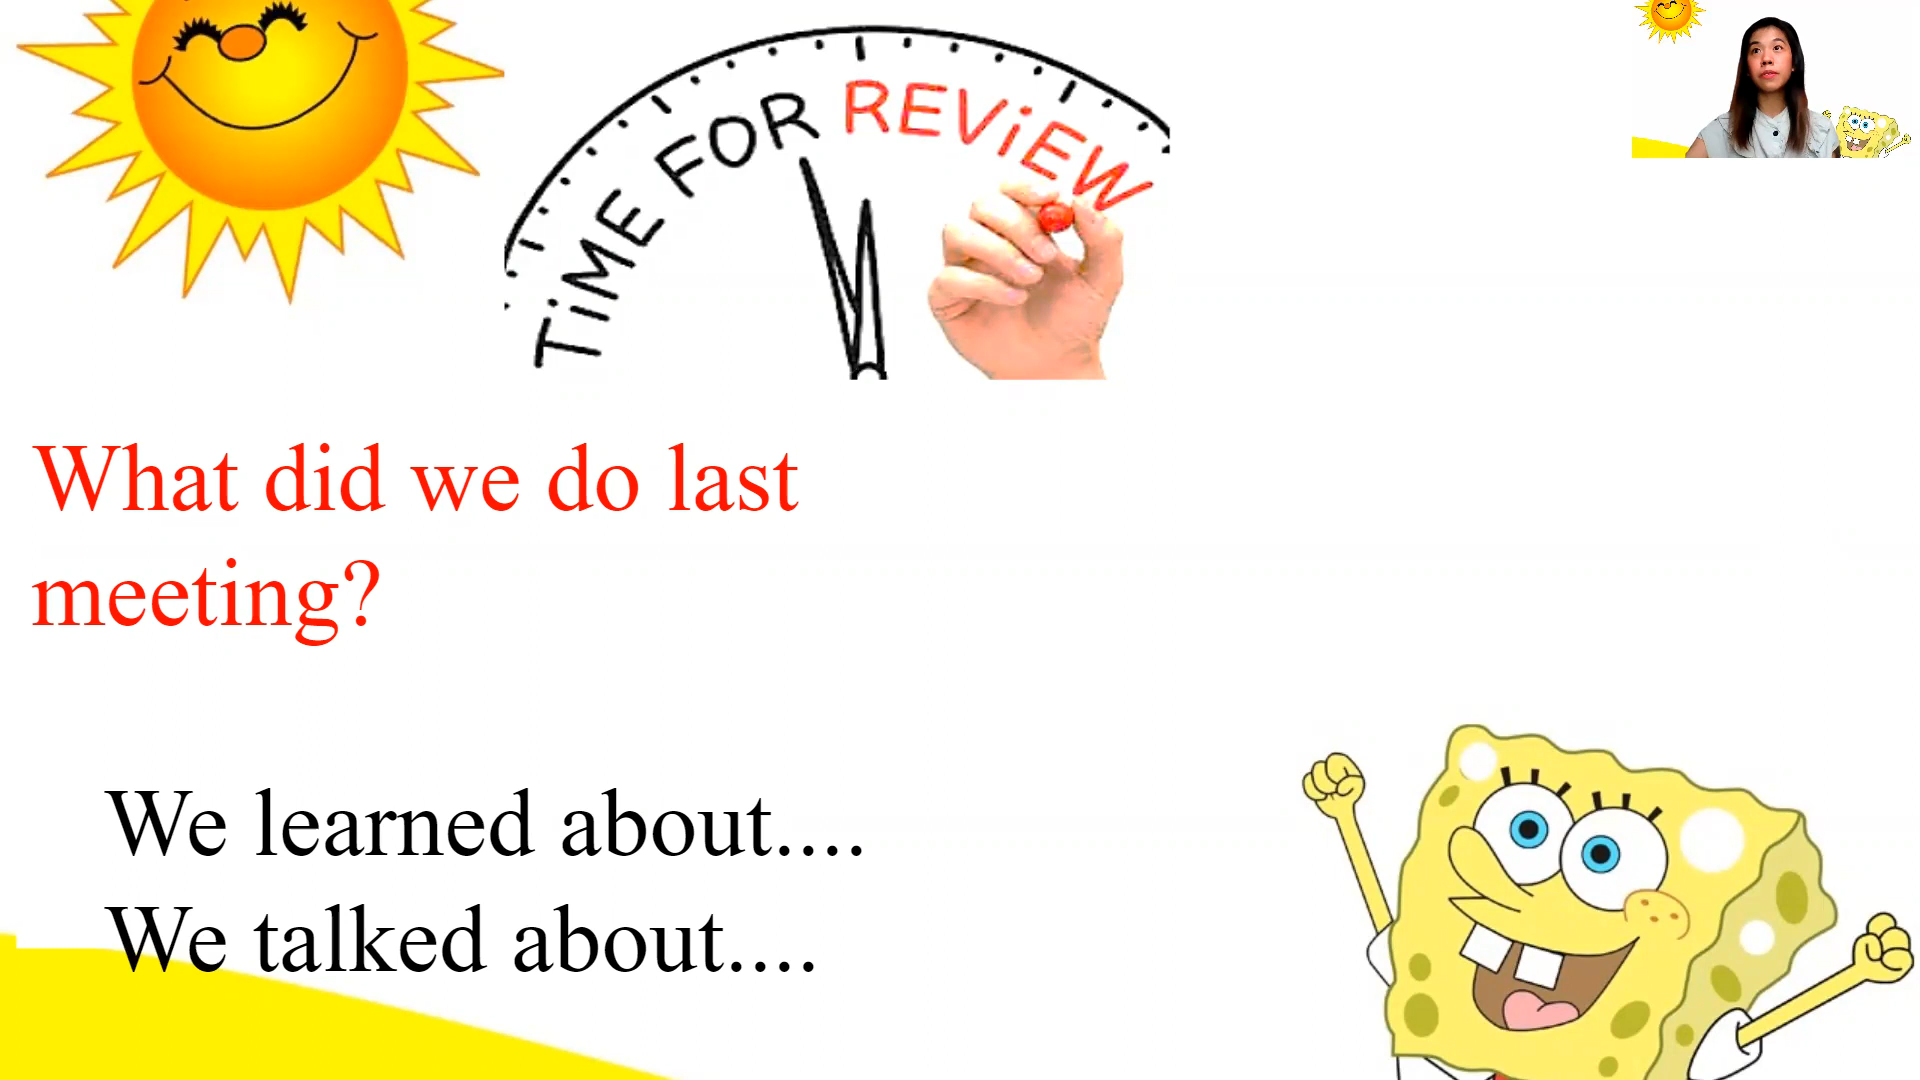 TiME FOR REViEW
What did we do last
meeting?
We learned about....
We talked about....